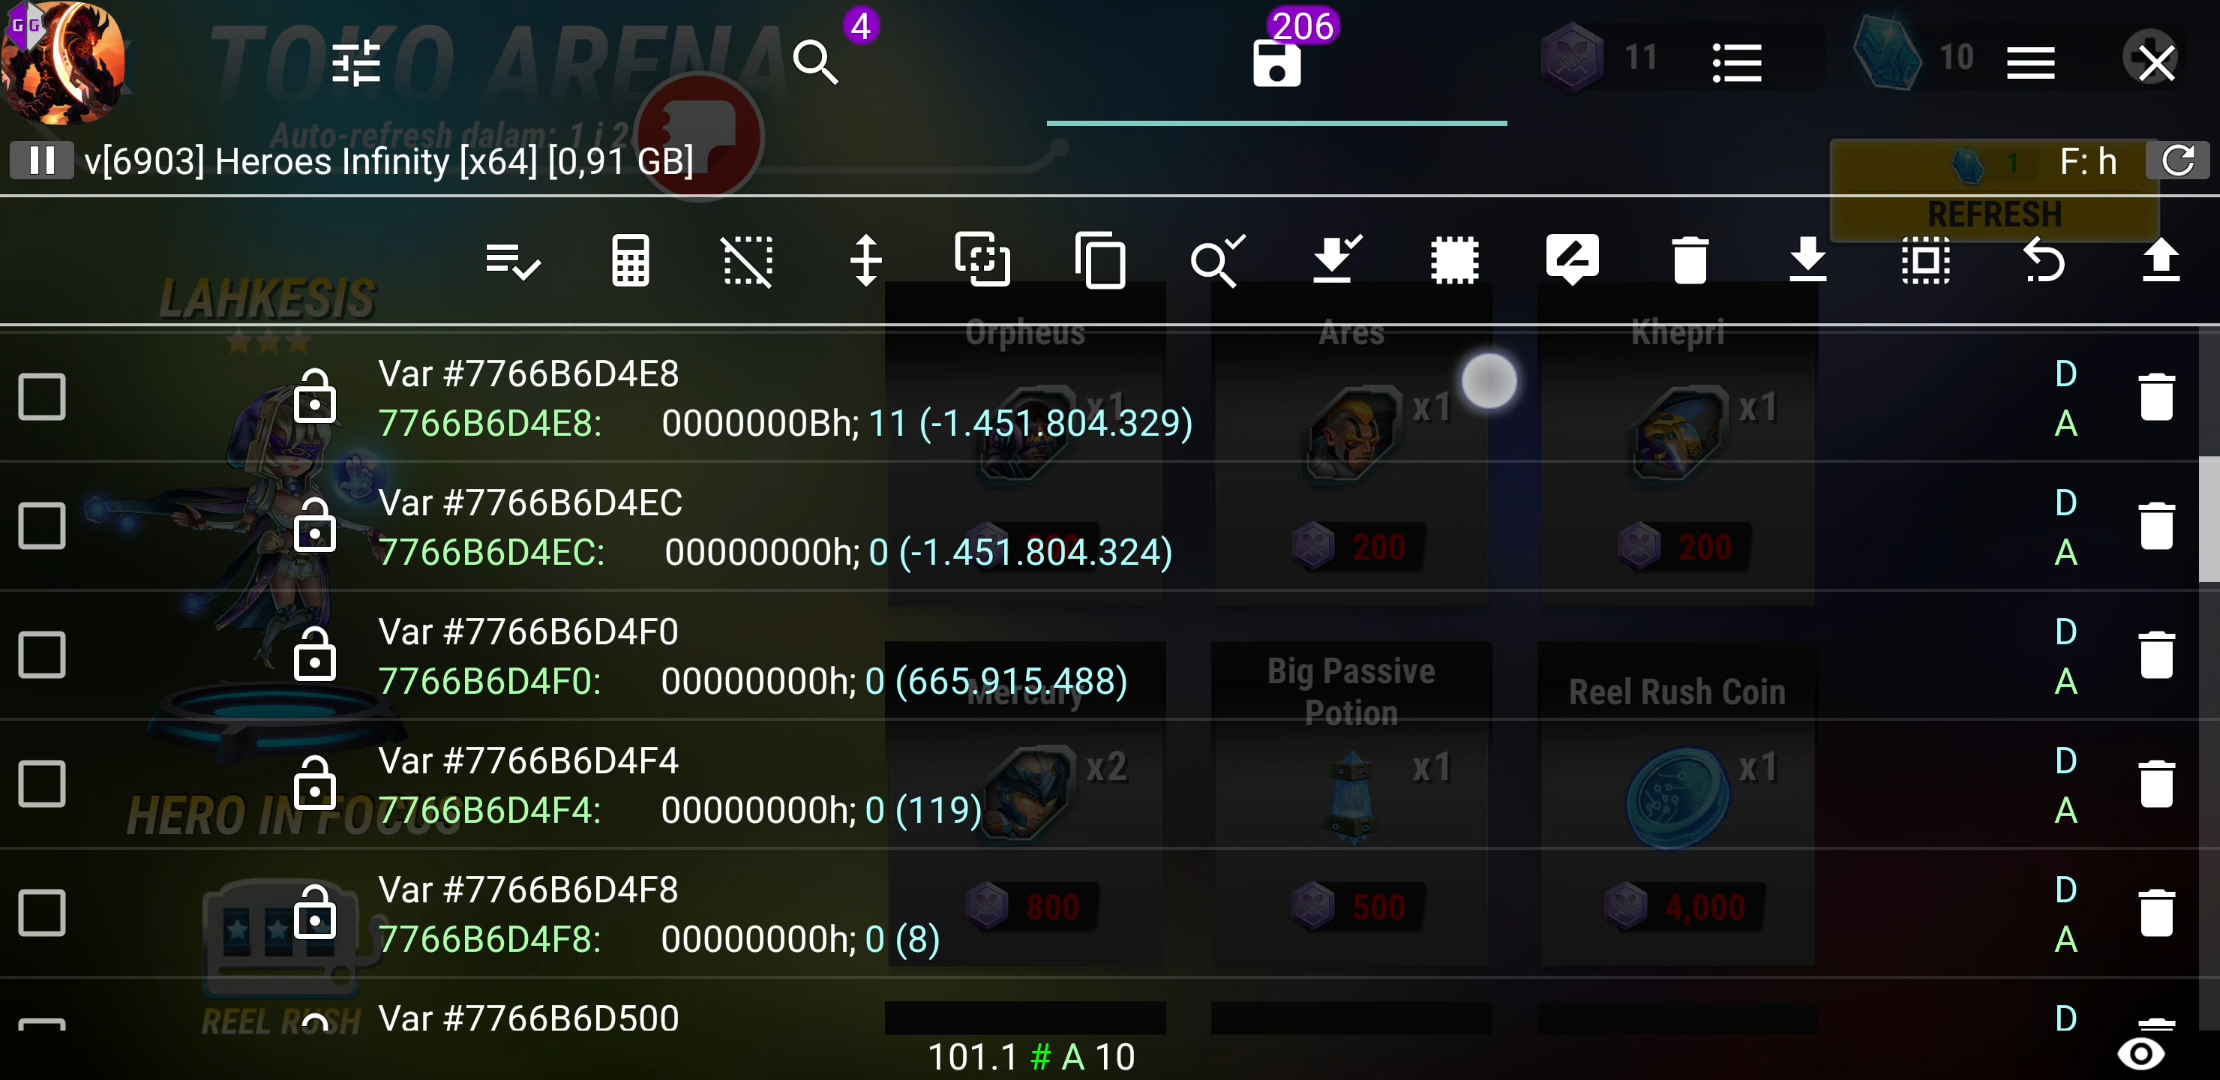 GG
4
206
TOKO ARENA
11
10
Auto-refresh dalam: 1 j 2
v[6903] Heroes Infinity [x64] [0,91 GB]
F: h
1
REFRESH
LAHKESIS
Orpheus
Ares
Khepri
Var #7766B6D4E8
7766B6D4E8: 0000000Bh; 11 (-1.451.804.329)
D
A
x1
x1
x1
Var #7766B6D4EC
7766B6D4EC: 00000000h; 0 (-1.451.804.324)
D
A
200
200
Var #7766B6D4F0
7766B6D4F0: 00000000h; 0 (665.915.488)
D
A
Mercury
Big Passive
Potion
Reel Rush Coin
Var #7766B6D4F4
7766B6D4F4: 00000000h; 0 (119)
D
A
x2
x1
x1
HERO IN FOCUS
Var #7766B6D4F8
7766B6D4F8: 00000000h; 0 (8)
D
A
800
500
4,000
REEL RUSH
Var #7766B6D500
D
101.1 # A 10